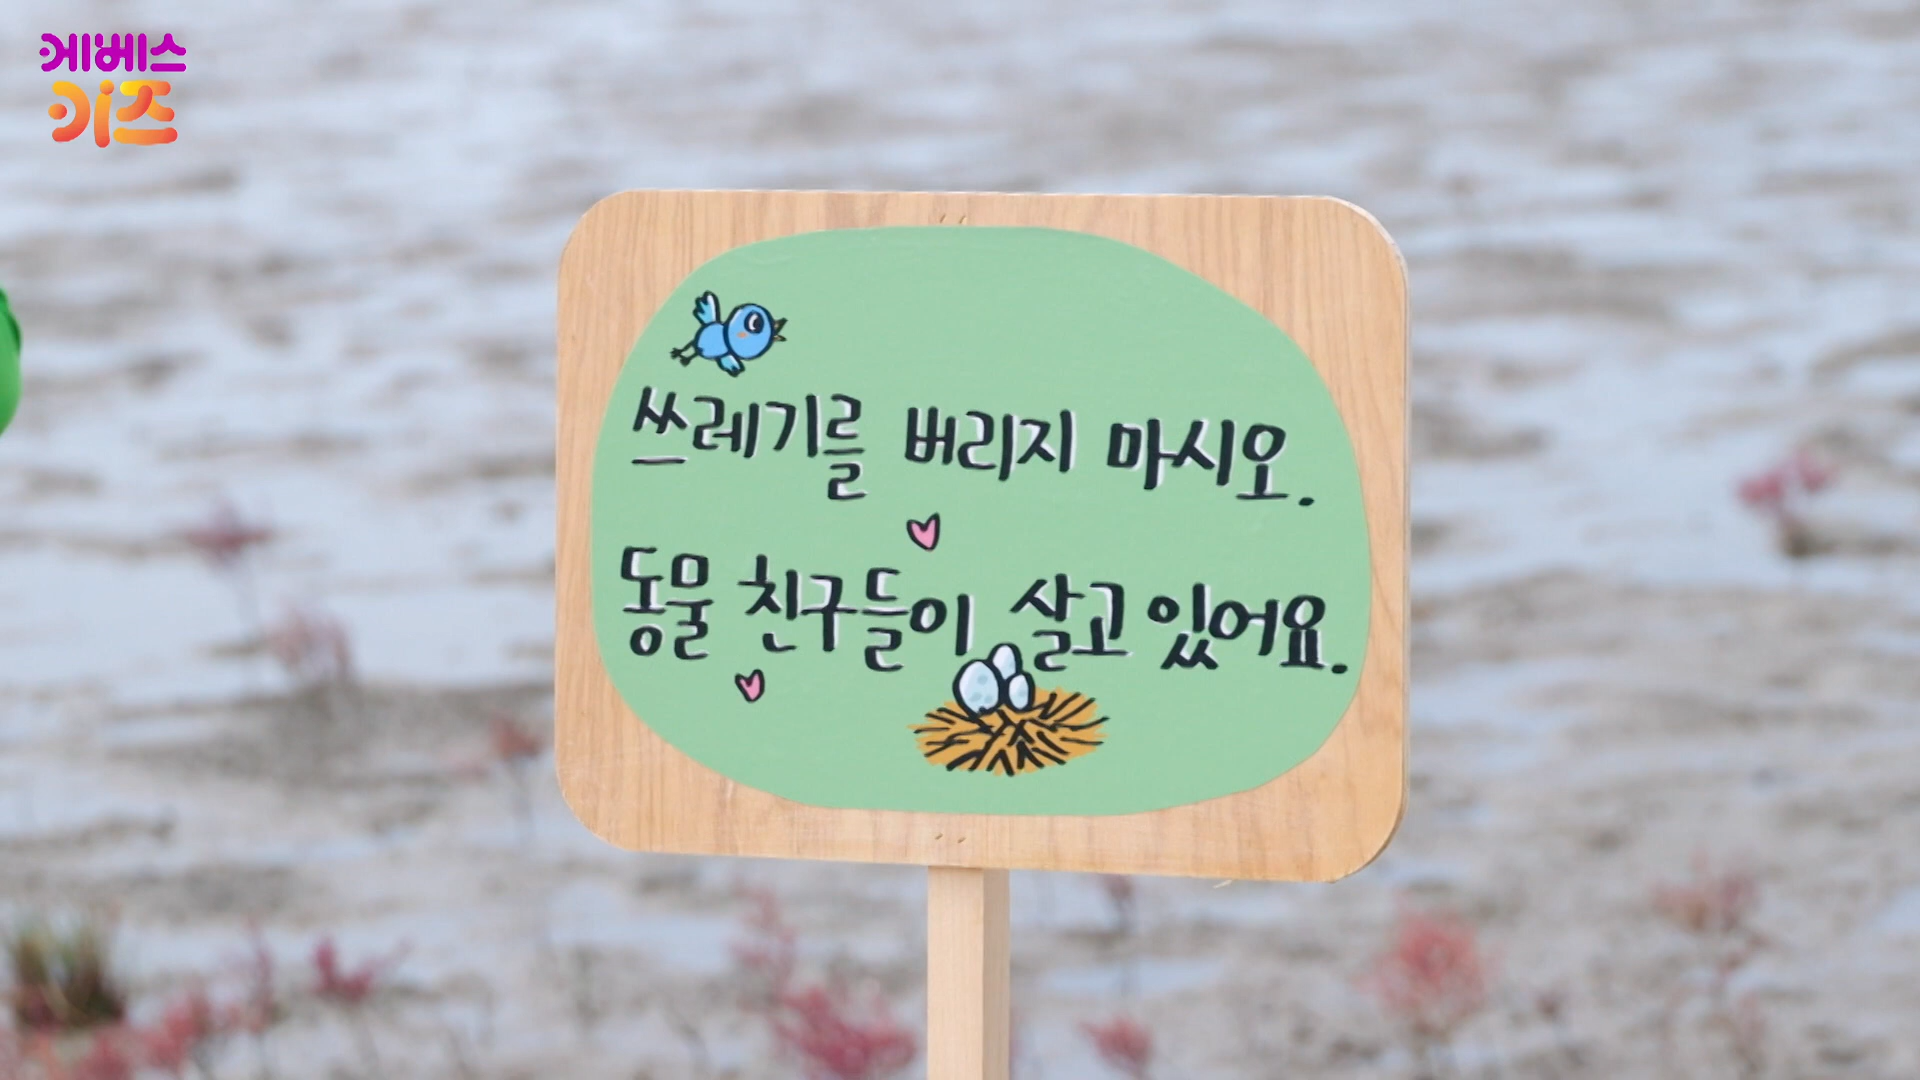 케베스
키즈
쓰레기를 버리지 마시오.
동물 친구들이 살고 있어요.